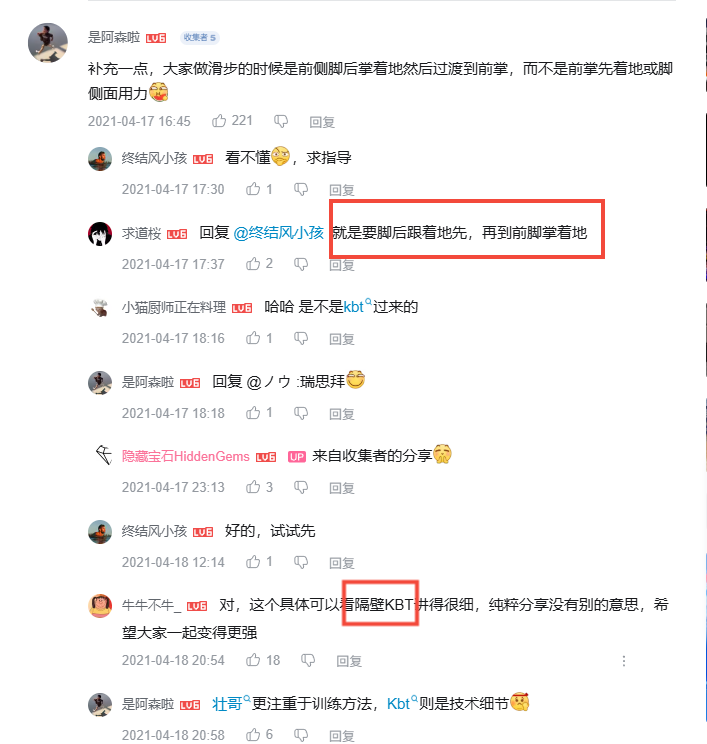 是阿森啦 LV6 收集者 5
补充一点，大家做滑步的时候是前侧脚后掌着地然后过渡到前掌，而不是前掌先着地或脚
侧面用力
2021-04-17 16:45 221 回复
终结风小孩 LV6 看不懂，求指导
2021-04-17 17:30 1 回复
求道桜 LV6 回复 @终结风小孩 就是要脚后跟着地先，再到前脚掌着地
2021-04-17 17:37 2 回复
小猫厨师正在料理 LV6 哈哈 是不是kbt过来的
2021-04-17 18:16 1 回复
是阿森啦 LV6 回复 @ノウ :瑞思拜
2021-04-17 18:18 1 回复
隐藏宝石HiddenGems LV6 UP 来自收集者的分享
2021-04-17 23:13 3 回复
终结风小孩 LV6 好的，试试先
2021-04-18 12:14 1 回复
牛牛不牛_ LV6 对，这个具体可以看隔壁KBT讲得很细，纯粹分享没有别的意思，希
望大家一起变得更强
2021-04-18 20:54 18 回复
是阿森啦 LV6 壮哥更注重于训练方法，Kbt则是技术细节
2021-04-18 20:58 6 回复